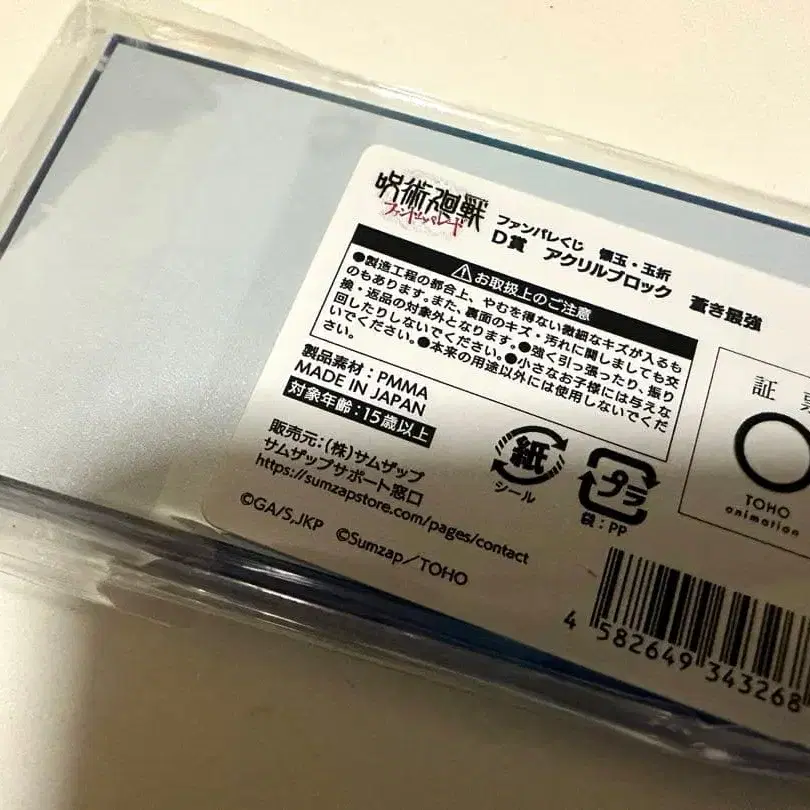 呪術廻戦
ファントムパレード
ファンパレくじ 懐玉・玉折
D賞 アクリルブロック 蒼き最強
お取扱上のご注意
●製造工程の都合上、やむを得ない微細なキズが入るも
のもあります。また、裏面のキズ・汚れに関しましても交
換・返品の対象外となります。●強く引っ張ったり、振り
回したりしないでください。●小さなお子様には与えな
いでください。●本来の用途以外には使用しないでくだ
さい。
製品素材:PMMA
MADE IN JAPAN
対象年齢:15歳以上
販売元:(株)サムザップ
サムザップサポート窓口
https://sumzapstore.com/pages/contact
©GA/S,JKP ©Sumzap/TOHO
紙
シール
プラ
袋:PP
証票
TOHO
animation
4 582649 343268